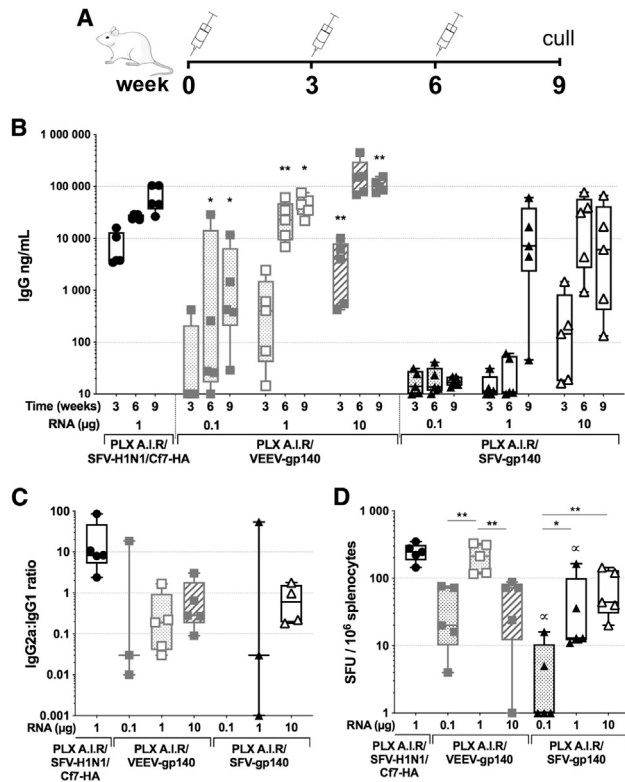 A
week
0 3 6 9
cull
B
IgG ng/mL
1 000 000
100 000
10 000
1 000
100
10
* * ** * ** **
Time (weeks) 3 6 9 3 6 9 3 6 9 3 6 9 3 6 9 3 6 9 3 6 9
RNA (µg) 1 0.1 1 10 0.1 1 10
PLX A.I.R/ PLX A.I.R/ PLX A.I.R/
SFV-H1N1/Cf7-HA VEEV-gp140 SFV-gp140
C
IgG2a:IgG1 ratio
100
10
1
0.1
0.01
0.001
RNA (µg) 1 0.1 1 10 0.1 1 10
PLX A.I.R/ PLX A.I.R/ PLX A.I.R/
SFV-H1N1/ VEEV-gp140 SFV-gp140
Cf7-HA
D
SFU / 10⁶ splenocytes
1000
100
10
1
** ** * **
∝ ∝
RNA (µg) 1 0.1 1 10 0.1 1 10
PLX A.I.R/ PLX A.I.R/ PLX A.I.R/
SFV-H1N1/ VEEV-gp140 SFV-gp140
Cf7-HA